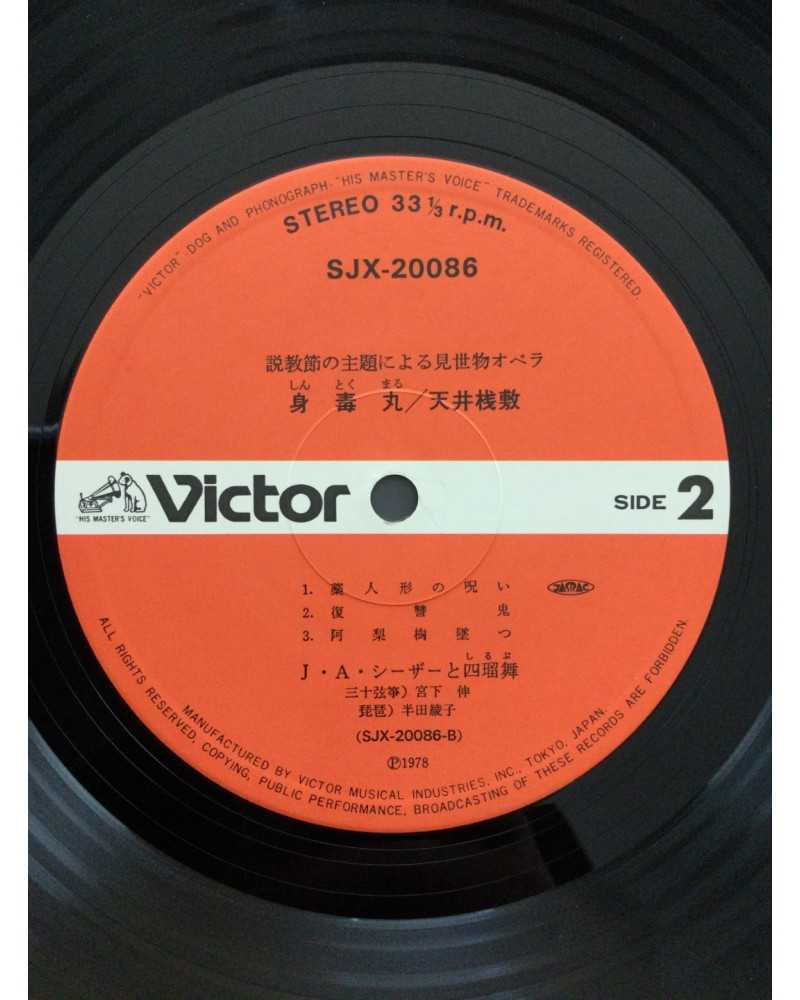 "VICTOR" · DOG AND PHONOGRAPH · "HIS MASTER'S VOICE" TRADEMARKS REGISTERED.
STEREO 33 1/3 r.p.m.
SJX-20086
説教節の主題による見世物オペラ
しん とく まる
身毒丸／天井桟敷
"HIS MASTER'S VOICE"
Victor
SIDE 2
1. 藁人形の呪い
JASRAC
2. 復讐鬼
3. 阿梨樹墜つ
しるぶ
J・A・シーザーと四瑠舞
三十弦箏）宮下 伸
琵琶）半田綾子
(SJX-20086-B)
Ⓟ1978
MANUFACTURED BY VICTOR MUSICAL INDUSTRIES, INC., TOKYO, JAPAN.
ALL RIGHTS RESERVED, COPYING, PUBLIC PERFORMANCE, BROADCASTING OF THESE RECORDS ARE FORBIDDEN.